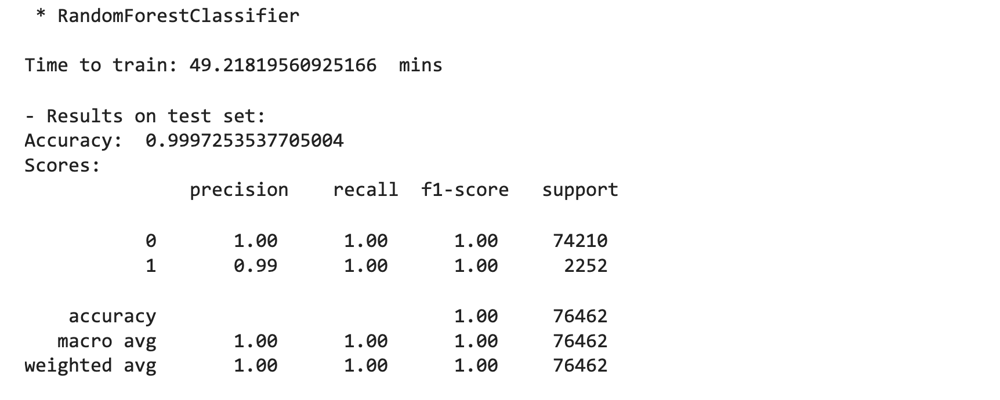 * RandomForestClassifier
Time to train: 49.21819560925166  mins
- Results on test set:
Accuracy:  0.9997253537705004
Scores:
precision    recall  f1-score   support
0       1.00      1.00      1.00     74210
1       0.99      1.00      1.00      2252
accuracy                           1.00     76462
macro avg       1.00      1.00      1.00     76462
weighted avg       1.00      1.00      1.00     76462